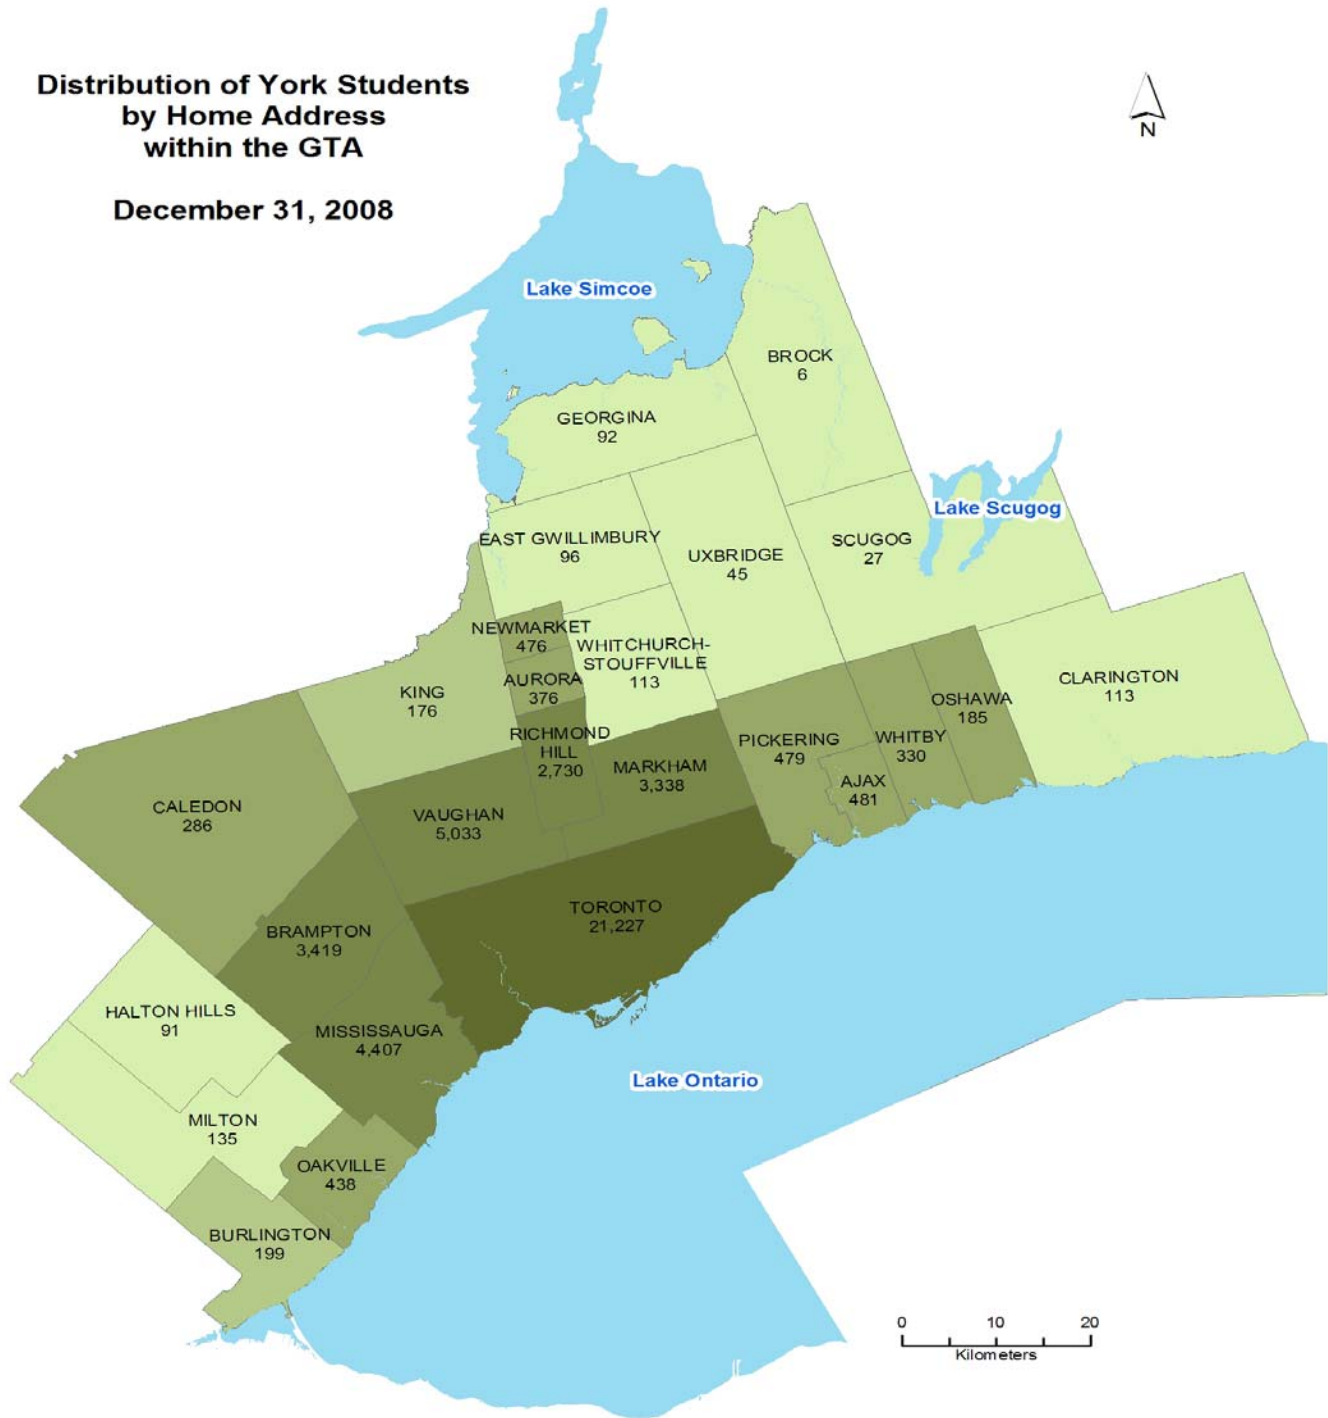 Distribution of York Students
by Home Address
within the GTA
December 31, 2008
N
Lake Simcoe
BROCK
6
GEORGINA
92
Lake Scugog
EAST GWILLIMBURY
96
UXBRIDGE
45
SCUGOG
27
NEWMARKET
476
WHITCHURCH-
STOUFFVILLE
113
AURORA
376
KING
176
CLARINGTON
113
OSHAWA
185
RICHMOND
HILL
2,730
PICKERING
479
WHITBY
330
MARKHAM
3,338
AJAX
481
CALEDON
286
VAUGHAN
5,033
TORONTO
21,227
BRAMPTON
3,419
HALTON HILLS
91
MISSISSAUGA
4,407
Lake Ontario
MILTON
135
OAKVILLE
438
BURLINGTON
199
0 10 20
Kilometers